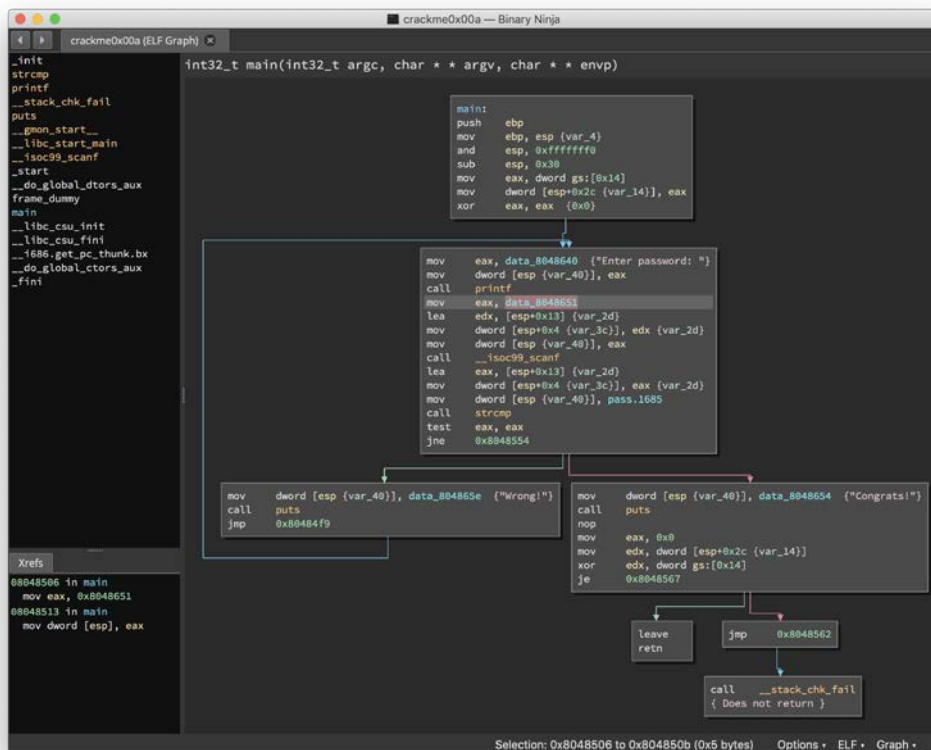 crackme0x00a — Binary Ninja
crackme0x00a (ELF Graph)
_init
strcmp
printf
__stack_chk_fail
puts
__gmon_start__
__libc_start_main
__isoc99_scanf
_start
__do_global_dtors_aux
frame_dummy
main
__libc_csu_init
__libc_csu_fini
__i686.get_pc_thunk.bx
__do_global_ctors_aux
_fini
Xrefs
08048506 in main
mov eax, 0x8048651
08048513 in main
mov dword [esp], eax
int32_t main(int32_t argc, char * * argv, char * * envp)
main:
push ebp
mov ebp, esp {var_4}
and esp, 0xfffffff0
sub esp, 0x30
mov eax, dword gs:[0x14]
mov dword [esp+0x2c {var_14}], eax
xor eax, eax {0x0}
mov eax, data_8048640 {"Enter password: "}
mov dword [esp {var_40}], eax
call printf
mov eax, data_8048651
lea edx, [esp+0x13] {var_2d}
mov dword [esp+0x4 {var_3c}], edx {var_2d}
mov dword [esp {var_40}], eax
call __isoc99_scanf
lea eax, [esp+0x13] {var_2d}
mov dword [esp+0x4 {var_3c}], eax {var_2d}
mov dword [esp {var_40}], pass.1685
call strcmp
test eax, eax
jne 0x8048554
mov dword [esp {var_40}], data_804865e {"Wrong!"}
call puts
jmp 0x80484f9
mov dword [esp {var_40}], data_8048654 {"Congrats!"}
call puts
nop
mov eax, 0x0
mov edx, dword [esp+0x2c {var_14}]
xor edx, dword gs:[0x14]
je 0x8048567
leave
retn
jmp 0x8048562
call __stack_chk_fail
{ Does not return }
Selection: 0x8048506 to 0x804850b (0x5 bytes) Options ELF Graph